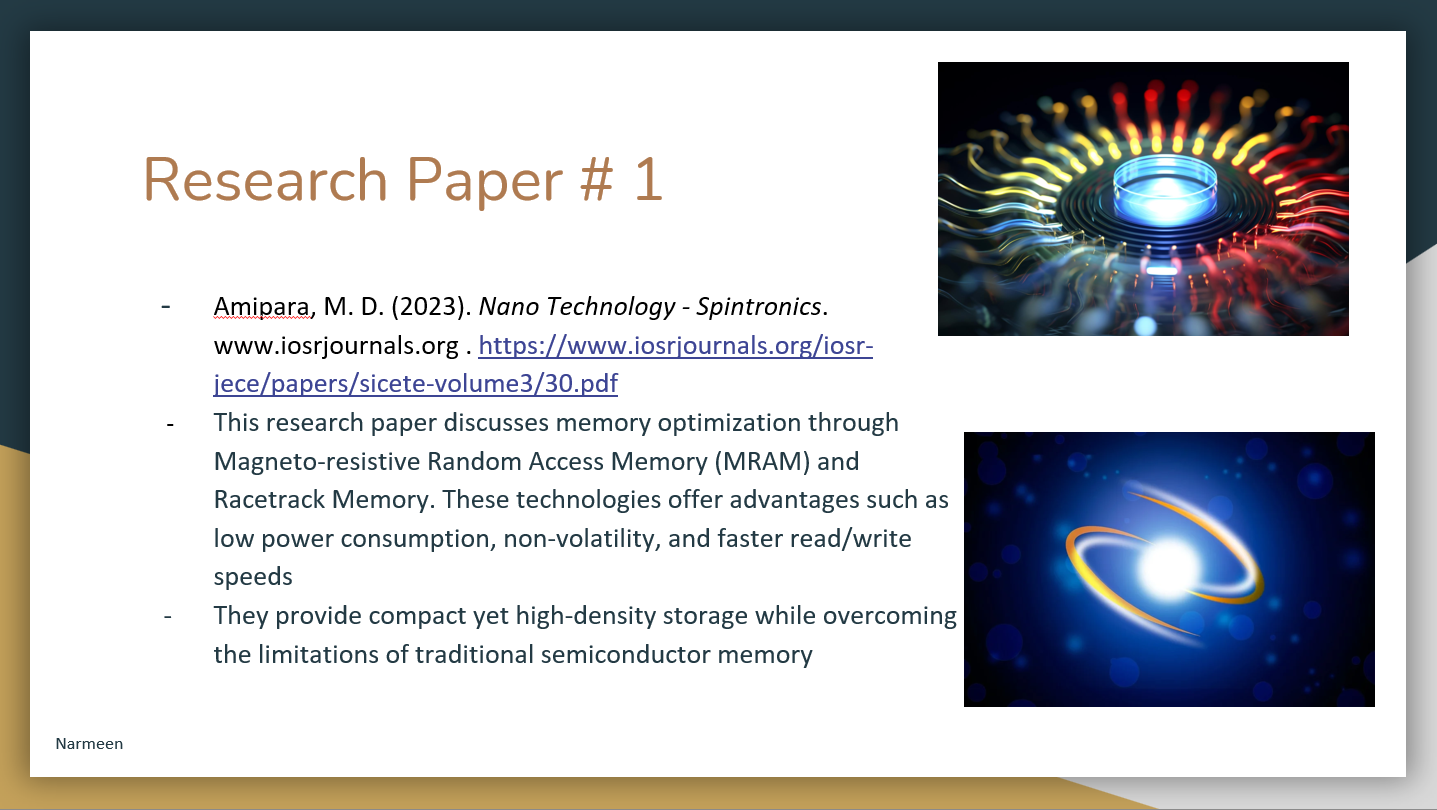 Research Paper # 1
- Amipara, M. D. (2023). Nano Technology - Spintronics.
www.iosrjournals.org . https://www.iosrjournals.org/iosr-
jece/papers/sicete-volume3/30.pdf
- This research paper discusses memory optimization through
Magneto-resistive Random Access Memory (MRAM) and
Racetrack Memory. These technologies offer advantages such as
low power consumption, non-volatility, and faster read/write
speeds
- They provide compact yet high-density storage while overcoming
the limitations of traditional semiconductor memory
Narmeen